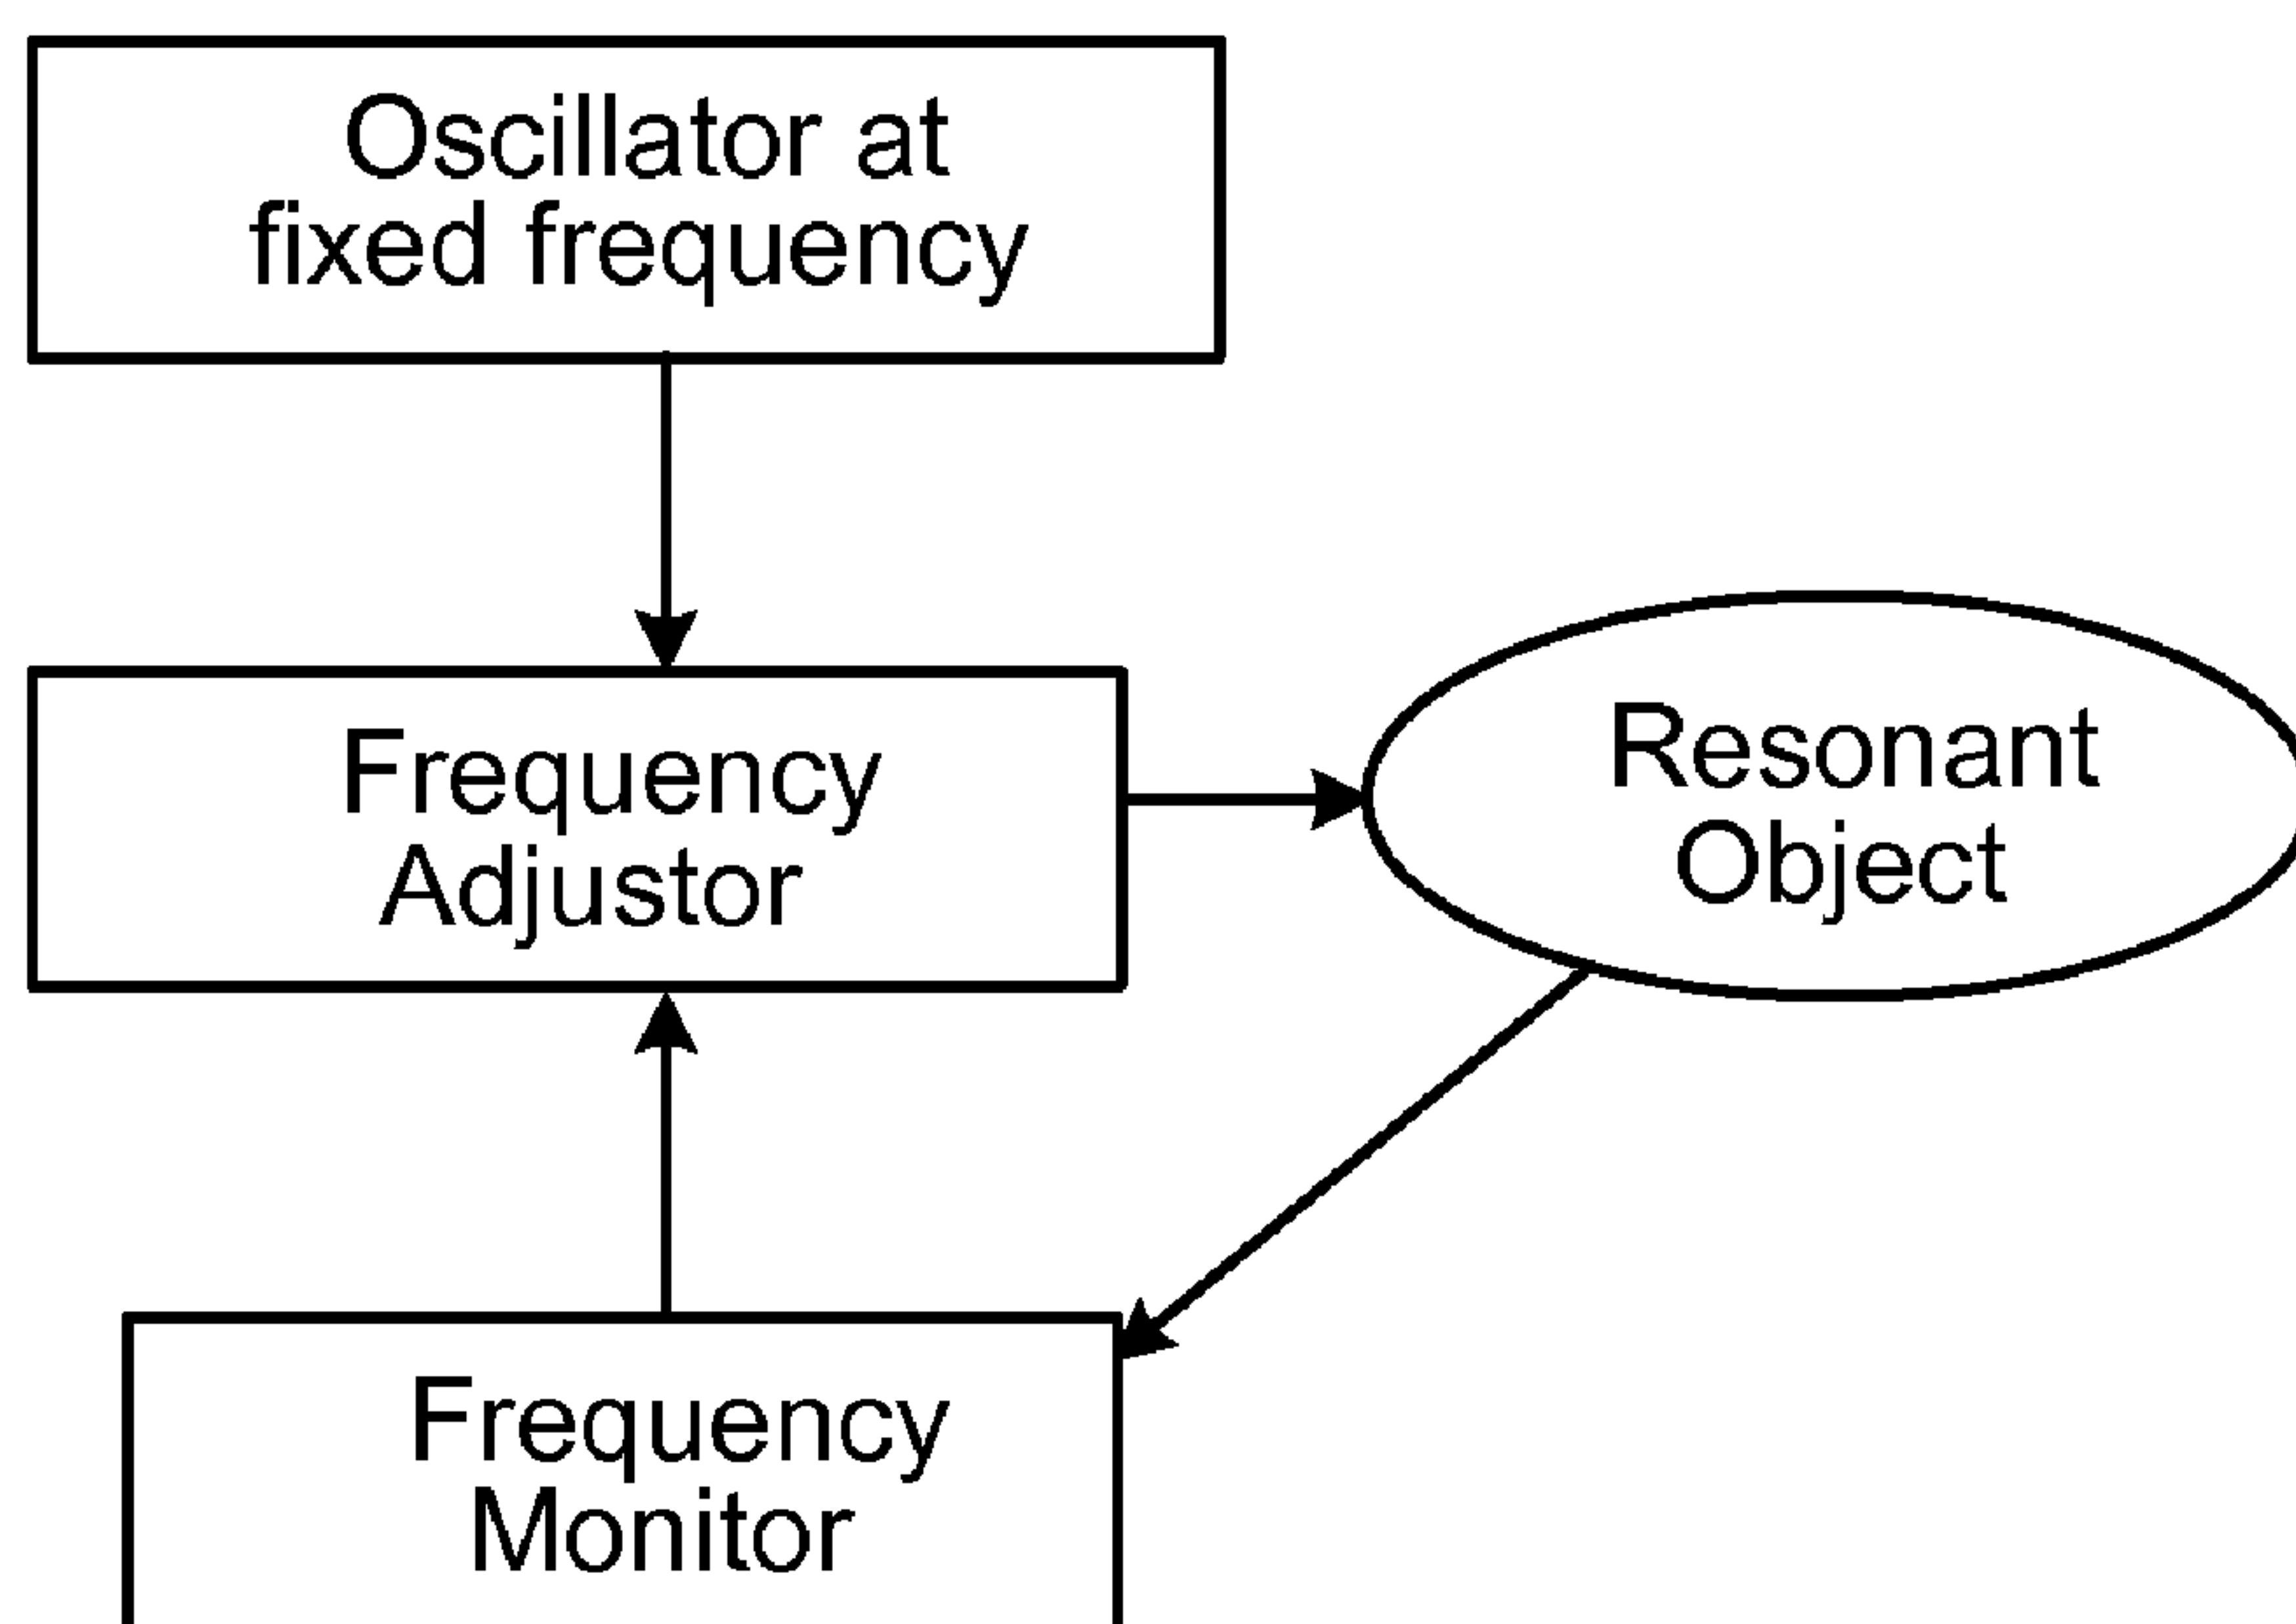 Oscillator at
fixed frequency
Frequency
Adjustor
Resonant
Object
Frequency
Monitor